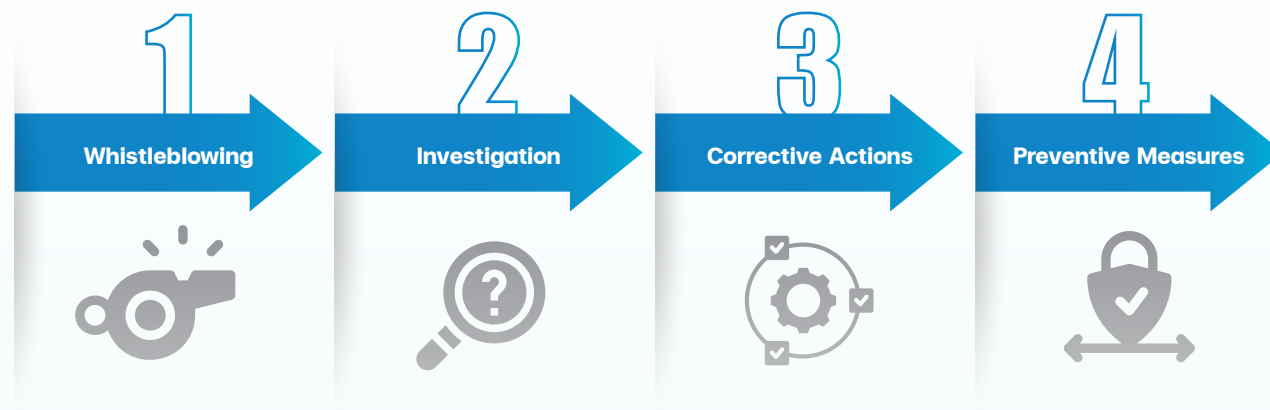 1
Whistleblowing
2
Investigation
3
Corrective Actions
4
Preventive Measures
?